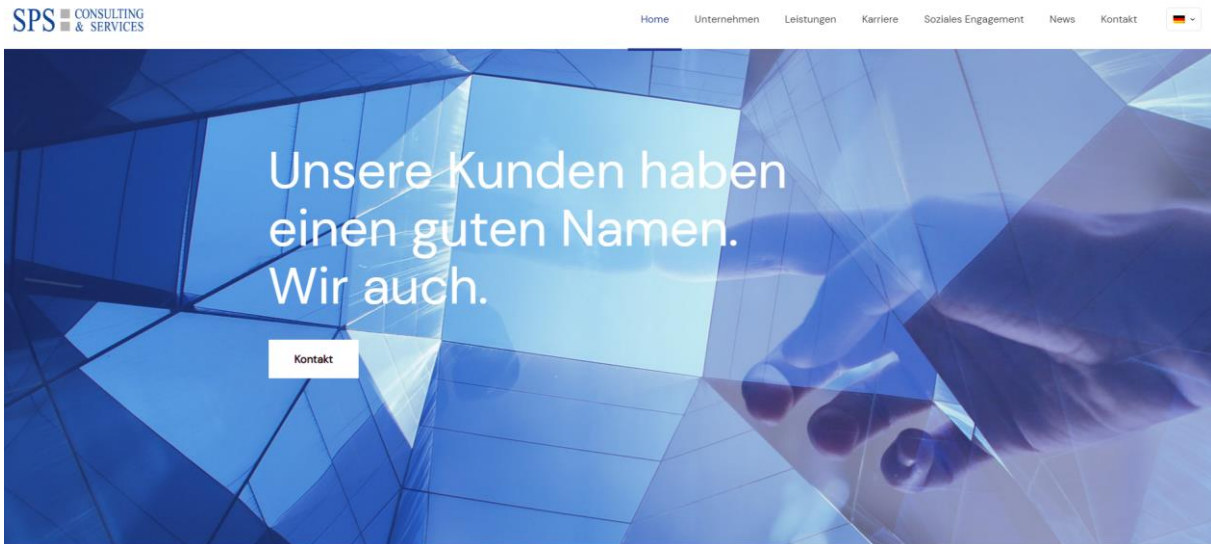 SPS CONSULTING & SERVICES
Home Unternehmen Leistungen Karriere Soziales Engagement News Kontakt
Unsere Kunden haben
einen guten Namen.
Wir auch.
Kontakt